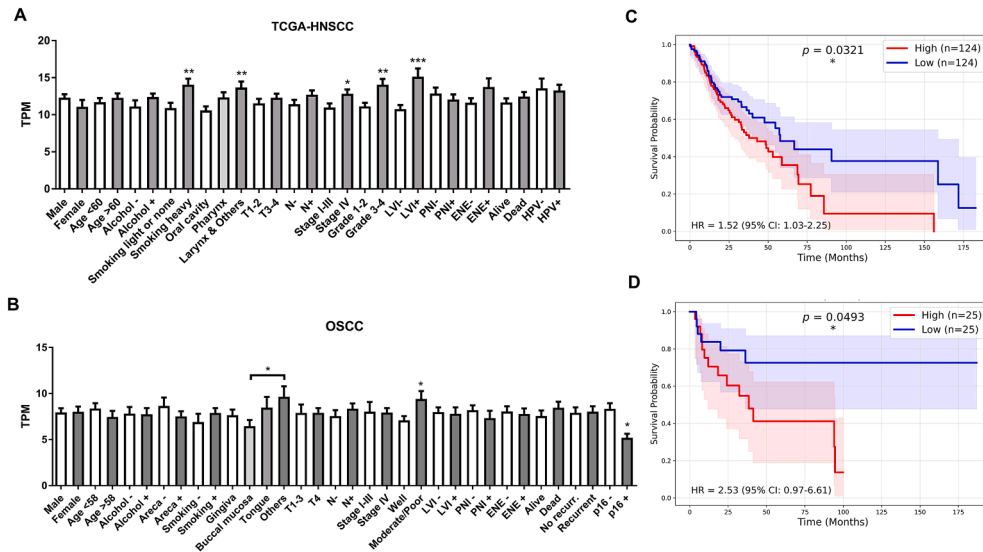 A
TCGA-HNSCC
TPM
15
10
5
0
**
**
*
**
***
Male
Female
Age <60
Age >60
Alcohol -
Alcohol +
Smoking light or none
Smoking heavy
Oral cavity
Pharynx
Larynx & Others
T1-2
T3-4
N-
N+
Stage I-III
Stage IV
Grade 1-2
Grade 3-4
LVI-
LVI+
PNI-
PNI+
ENE-
ENE+
Alive
Dead
HPV-
HPV+
B
OSCC
TPM
15
10
5
0
*
*
*
Male
Female
Age <58
Age >58
Alcohol -
Alcohol +
Areca -
Areca +
Smoking -
Smoking +
Gingiva
Buccal mucosa
Tongue
Others
T1-3
T4
N-
N+
Stage I-III
Stage IV
Well
Moderate/Poor
LVI -
LVI +
PNI -
PNI +
ENE -
ENE +
Alive
Dead
No recurr.
Recurrent
p16 -
p16 +
C
p = 0.0321
*
High (n=124)
Low (n=124)
Survival Probability
1.0
0.8
0.6
0.4
0.2
0.0
HR = 1.52 (95% CI: 1.03-2.25)
0 25 50 75 100 125 150 175
Time (Months)
D
p = 0.0493
*
High (n=25)
Low (n=25)
Survival Probability
1.0
0.8
0.6
0.4
0.2
0.0
HR = 2.53 (95% CI: 0.97-6.61)
0 25 50 75 100 125 150 175
Time (Months)